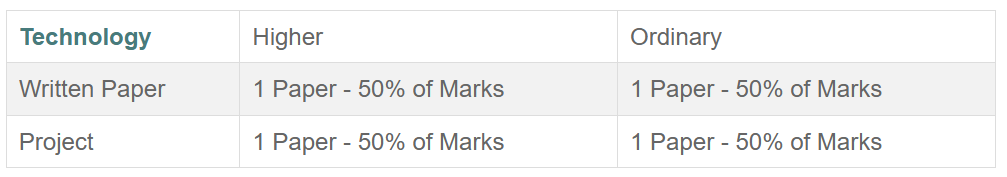 Technology Higher Ordinary
Written Paper 1 Paper - 50% of Marks 1 Paper - 50% of Marks
Project 1 Paper - 50% of Marks 1 Paper - 50% of Marks